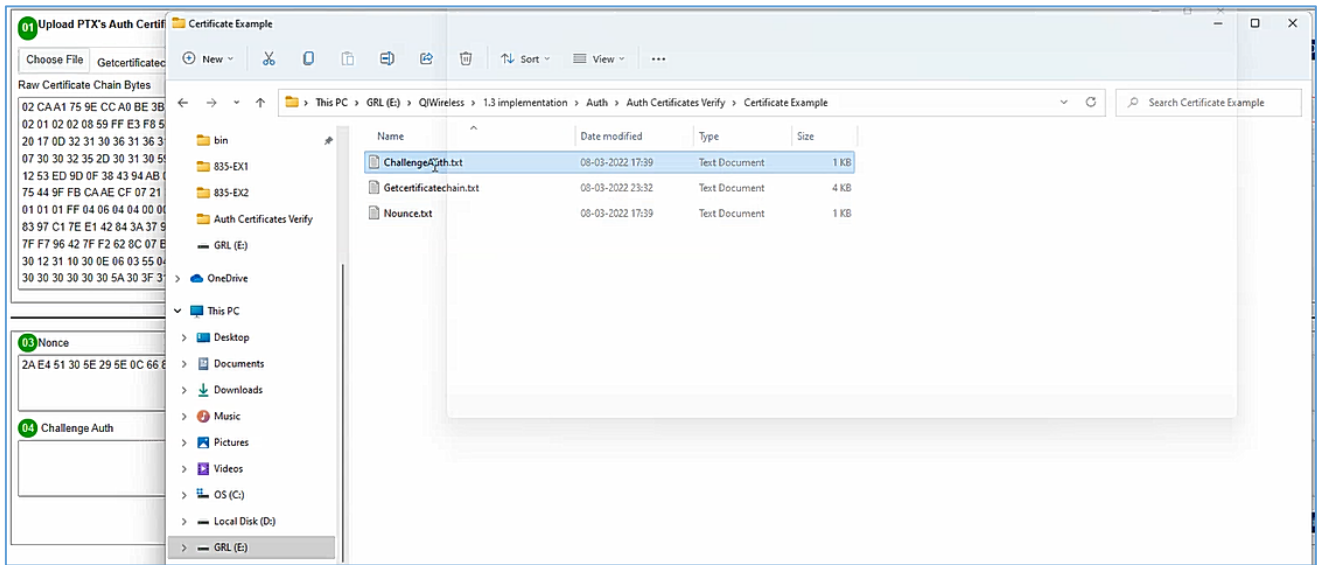 01 Upload PTX's Auth Certif
Choose File Getcertificatec
Raw Certificate Chain Bytes
02 CA A1 75 9E CC A0 BE 3B
02 01 02 02 08 59 FF E3 F8 5
20 17 0D 32 31 30 36 31 36 3
07 30 30 32 35 2D 30 31 30 59
12 53 ED 9D 0F 38 43 94 AB
75 44 9F FB CA AE CF 07 21
01 01 01 FF 04 06 04 04 00 00
83 97 C1 7E E1 42 84 3A 37 9
7F F7 96 42 7F F2 62 8C 07
30 12 31 10 30 0E 06 03 55 04
30 30 30 30 30 30 5A 30 3F 3
03 Nonce
2A E4 51 30 5E 29 5E 0C 66
04 Challenge Auth
Certificate Example
New Sort View ...
This PC > GRL (E:) > QIWireless > 1.3 implementation > Auth > Auth Certificates Verify > Certificate Example
Search Certificate Example
bin
835-EX1
835-EX2
Auth Certificates Verify
GRL (E:)
OneDrive
This PC
Desktop
Documents
Downloads
Music
Pictures
Videos
OS (C:)
Local Disk (D:)
GRL (E:)
Name Date modified Type Size
ChallengeAuth.txt 08-03-2022 17:39 Text Document 1 KB
Getcertificatechain.txt 08-03-2022 23:32 Text Document 4 KB
Nounce.txt 08-03-2022 17:39 Text Document 1 KB